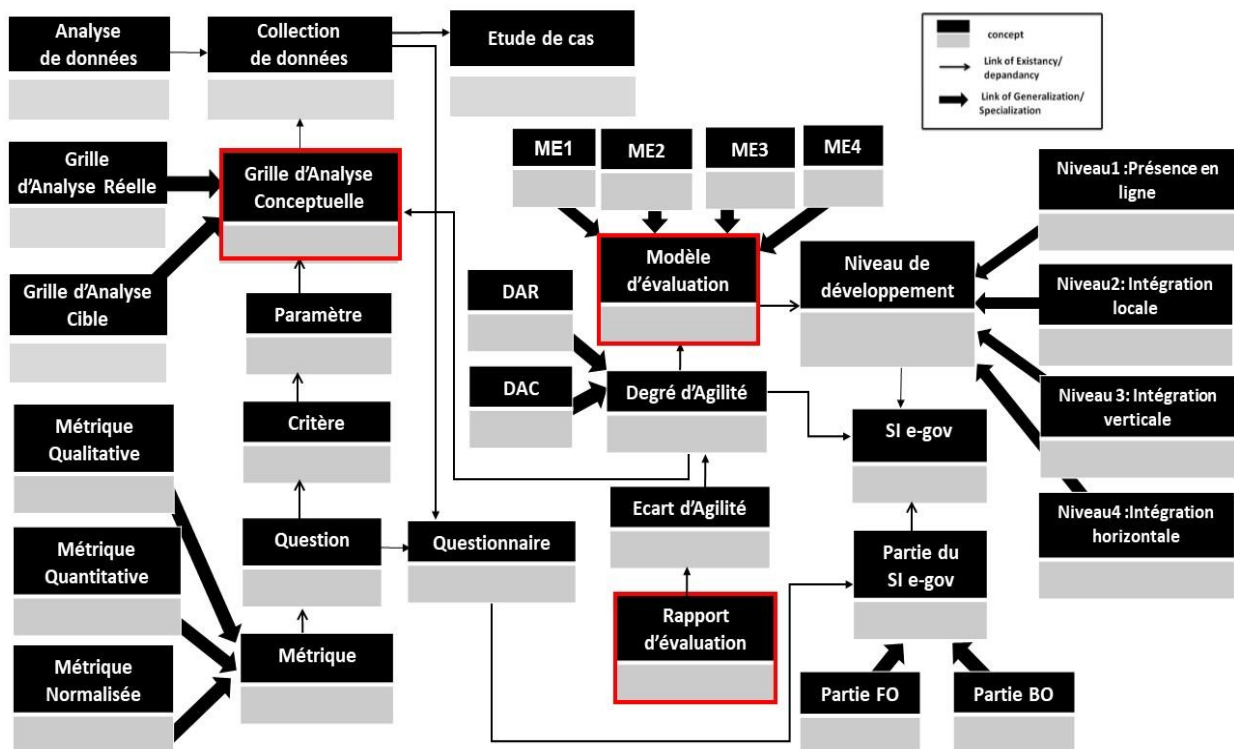 Analyse
de données
Collection
de données
Etude de cas
concept
Link of Existancy/
depandancy
Link of Generalization/
Specialization
Grille
d'Analyse Réelle
Grille d'Analyse
Conceptuelle
Grille d'Analyse
Cible
ME1
ME2
ME3
ME4
Modèle
d'évaluation
Niveau de
développement
Niveau1 :Présence en
ligne
Niveau2: Intégration
locale
Niveau 3: Intégration
verticale
Niveau4 :Intégration
horizontale
Paramètre
DAR
DAC
Degré d'Agilité
Critère
SI e-gov
Métrique
Qualitative
Métrique
Quantitative
Métrique
Normalisée
Question
Questionnaire
Ecart d'Agilité
Partie du
SI e-gov
Métrique
Rapport
d'évaluation
Partie FO
Partie BO